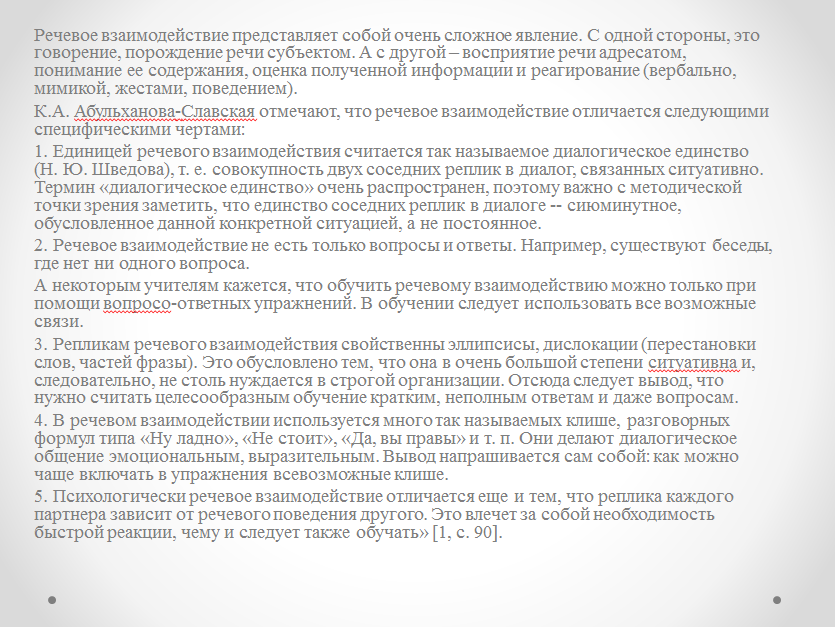 Речевое взаимодействие представляет собой очень сложное явление. С одной стороны, это
говорение, порождение речи субъектом. А с другой – восприятие речи адресатом,
понимание ее содержания, оценка полученной информации и реагирование (вербально,
мимикой, жестами, поведением).
К.А. Абульханова-Славская отмечают, что речевое взаимодействие отличается следующими
специфическими чертами:
1. Единицей речевого взаимодействия считается так называемое диалогическое единство
(Н. Ю. Шведова), т. е. совокупность двух соседних реплик в диалог, связанных ситуативно.
Термин «диалогическое единство» очень распространен, поэтому важно с методической
точки зрения заметить, что единство соседних реплик в диалоге -- сиюминутное,
обусловленное данной конкретной ситуацией, а не постоянное.
2. Речевое взаимодействие не есть только вопросы и ответы. Например, существуют беседы,
где нет ни одного вопроса.
А некоторым учителям кажется, что обучить речевому взаимодействию можно только при
помощи вопросо-ответных упражнений. В обучении следует использовать все возможные
связи.
3. Репликам речевого взаимодействия свойственны эллипсисы, дислокации (перестановки
слов, частей фразы). Это обусловлено тем, что она в очень большой степени ситуативна и,
следовательно, не столь нуждается в строгой организации. Отсюда следует вывод, что
нужно считать целесообразным обучение кратким, неполным ответам и даже вопросам.
4. В речевом взаимодействии используется много так называемых клише, разговорных
формул типа «Ну ладно», «Не стоит», «Да, вы правы» и т. п. Они делают диалогическое
общение эмоциональным, выразительным. Вывод напрашивается сам собой: как можно
чаще включать в упражнения всевозможные клише.
5. Психологически речевое взаимодействие отличается еще и тем, что реплика каждого
партнера зависит от речевого поведения другого. Это влечет за собой необходимость
быстрой реакции, чему и следует также обучать» [1, с. 90].